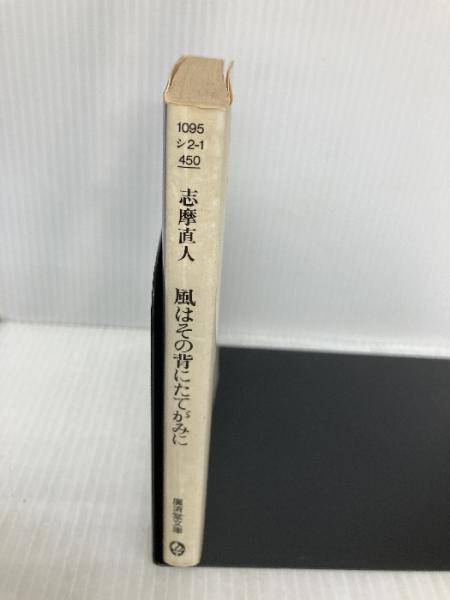 1095
シ2-1
450
志摩直人
風はその背にたてがみに
廣済堂文庫